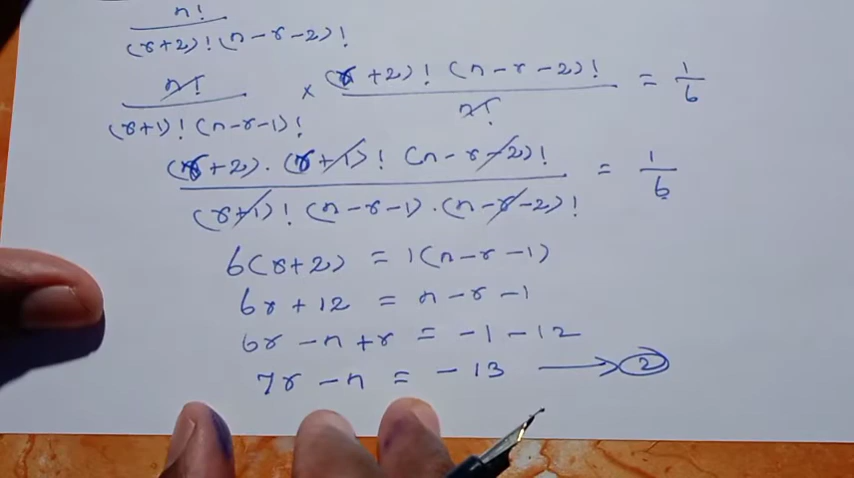 n!
(r+2)! (n-r-2)!
n! × (r+2)! (n-r-2)! = 1/6
(r+1)! (n-r-1)! n!
(r+2). (r+1)! (n-r-2)! = 1/6
(r+1)! (n-r-1) . (n-r-2)!
6(r+2) = 1(n-r-1)
6r + 12 = n-r-1
6r -n +r = -1 -12
7r -n = -13 → ②